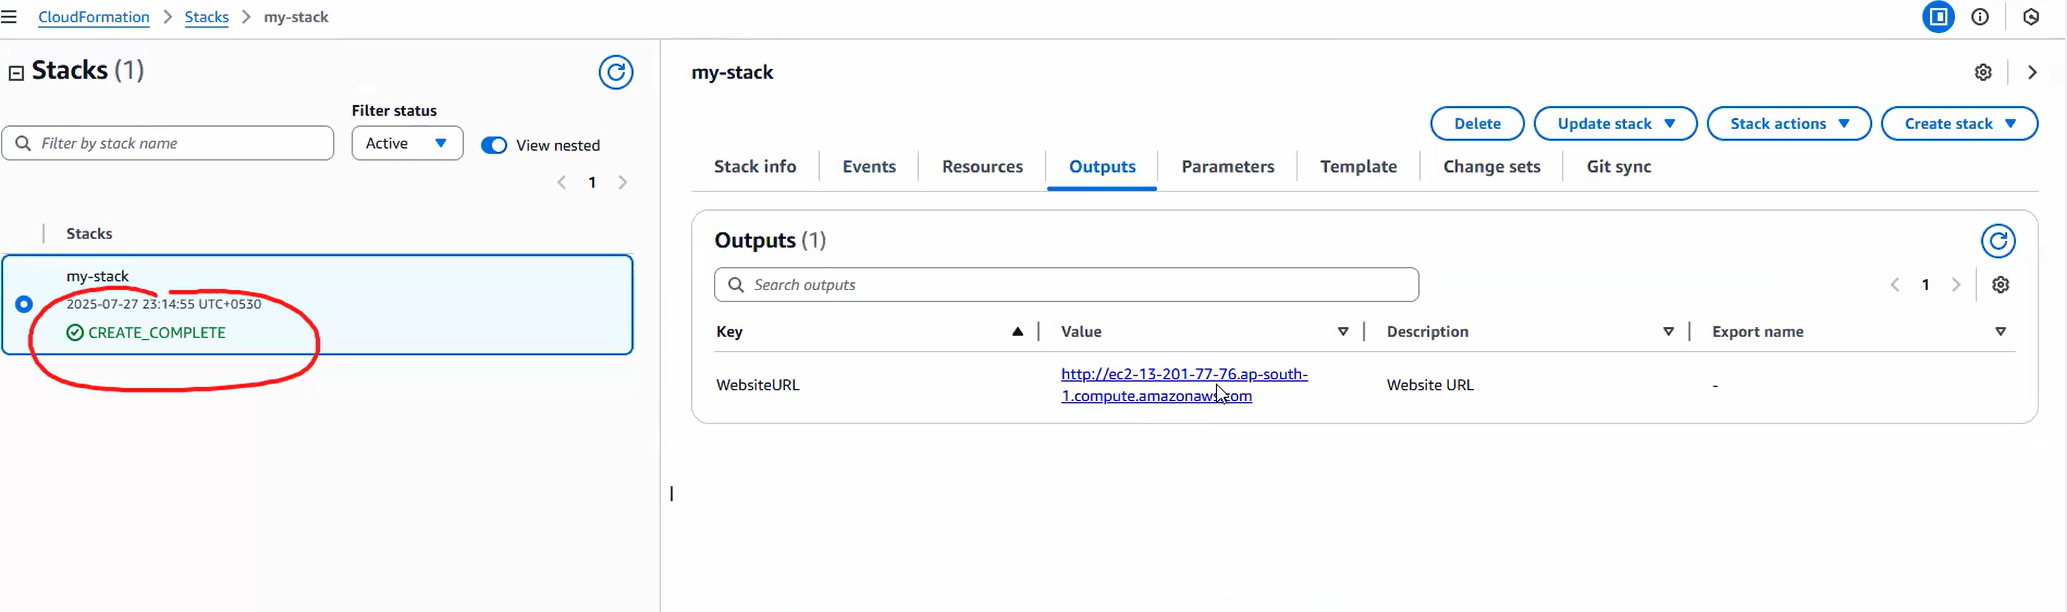 CloudFormation > Stacks > my-stack
Stacks (1)
Filter status
Filter by stack name
Active
View nested
1
Stacks
my-stack
2025-07-27 23:14:55 UTC+0530
CREATE_COMPLETE
my-stack
Delete
Update stack
Stack actions
Create stack
Stack info
Events
Resources
Outputs
Parameters
Template
Change sets
Git sync
Outputs (1)
Search outputs
1
Key
Value
Description
Export name
WebsiteURL
http://ec2-13-201-77-76.ap-south-
1.compute.amazonaws.com
Website URL
-